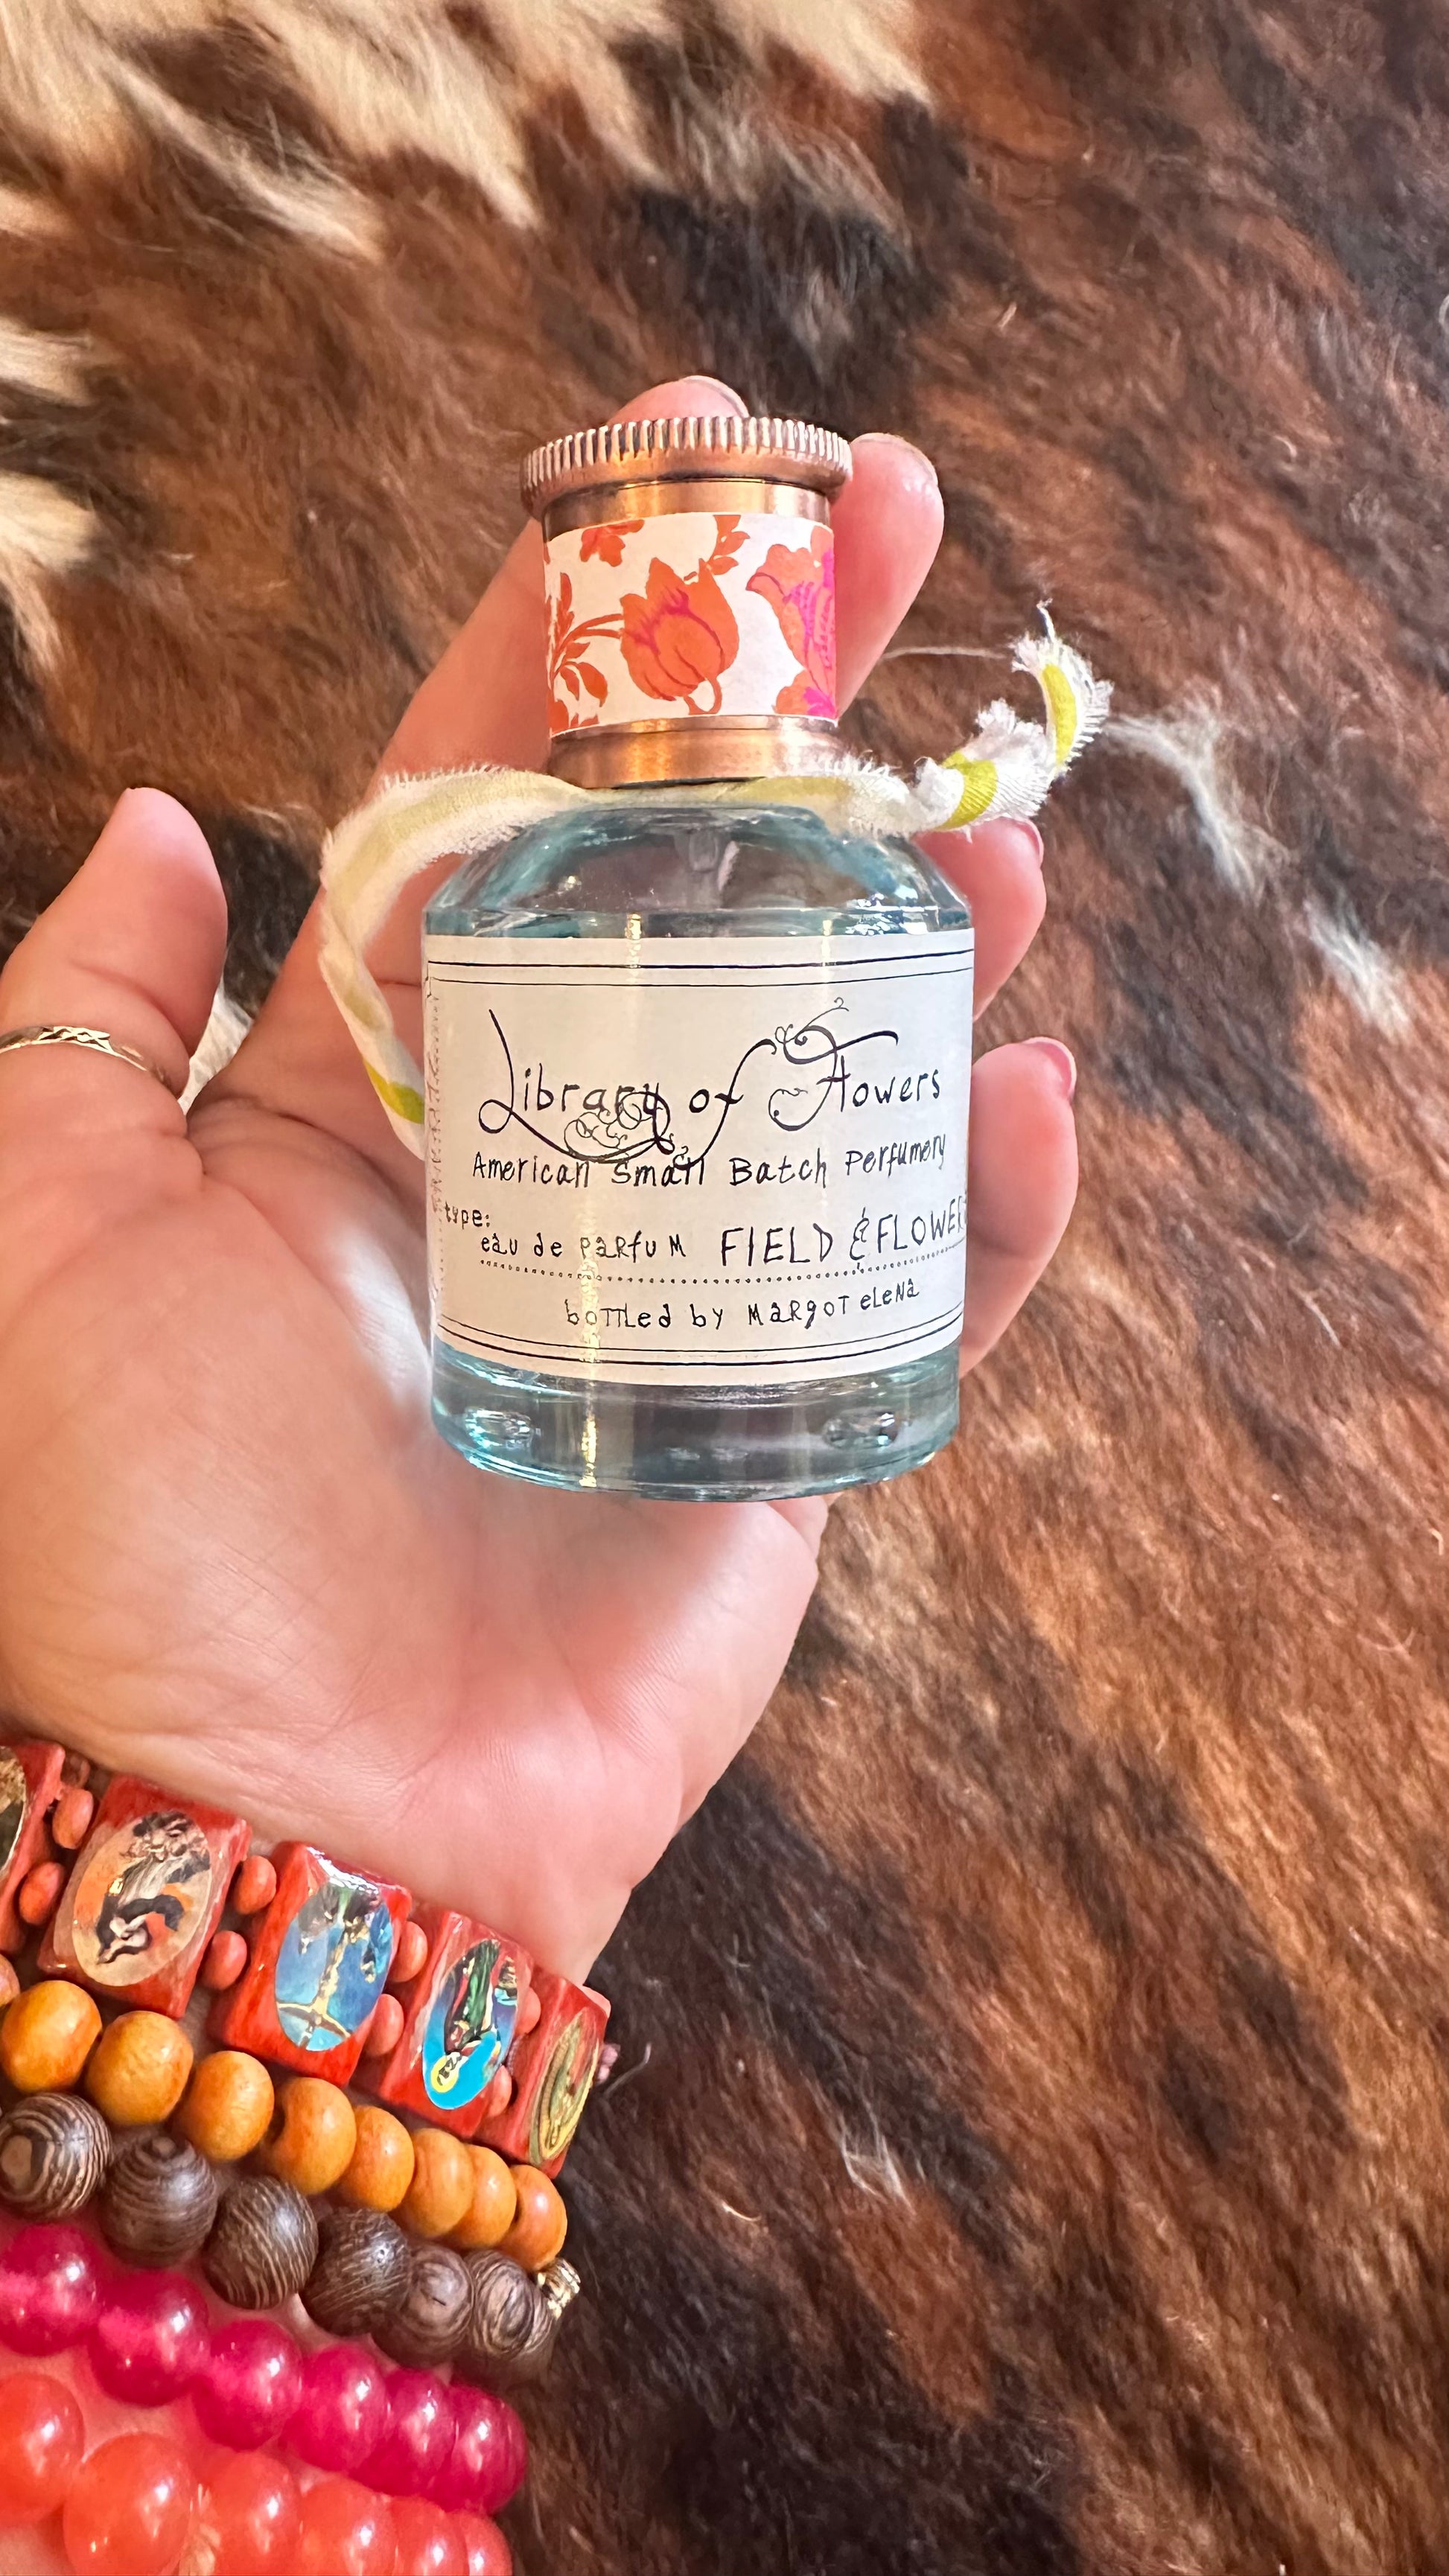 Library of Flowers
American Small Batch Perfumery
type:
eau de parfum FIELD & FLOWERS
bottled by Margot elena